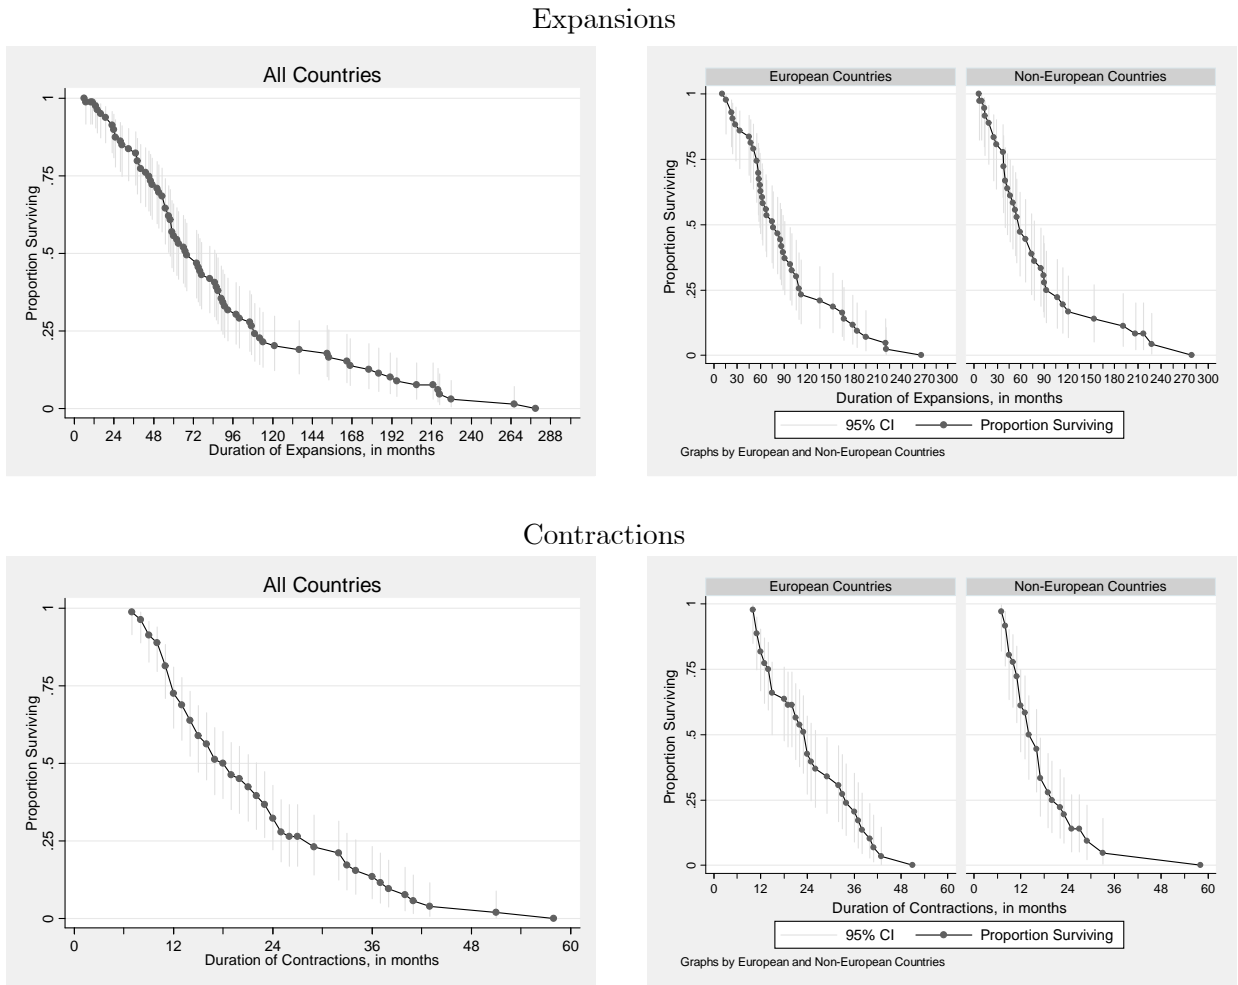 Expansions
All Countries
Proportion Surviving
1
.75
.5
.25
0
0 24 48 72 96 120 144 168 192 216 240 264 288
Duration of Expansions, in months
European Countries
Non-European Countries
Proportion Surviving
1
.75
.5
.25
0
0 30 60 90 120 150 180 210 240 270 300
0 30 60 90 120 150 180 210 240 270 300
Duration of Expansions, in months
95% CI
Proportion Surviving
Graphs by European and Non-European Countries
Contractions
All Countries
Proportion Surviving
1
.75
.5
.25
0
0 12 24 36 48 60
Duration of Contractions, in months
European Countries
Non-European Countries
Proportion Surviving
1
.75
.5
.25
0
0 12 24 36 48 60
0 12 24 36 48 60
Duration of Contractions, in months
95% CI
Proportion Surviving
Graphs by European and Non-European Countries